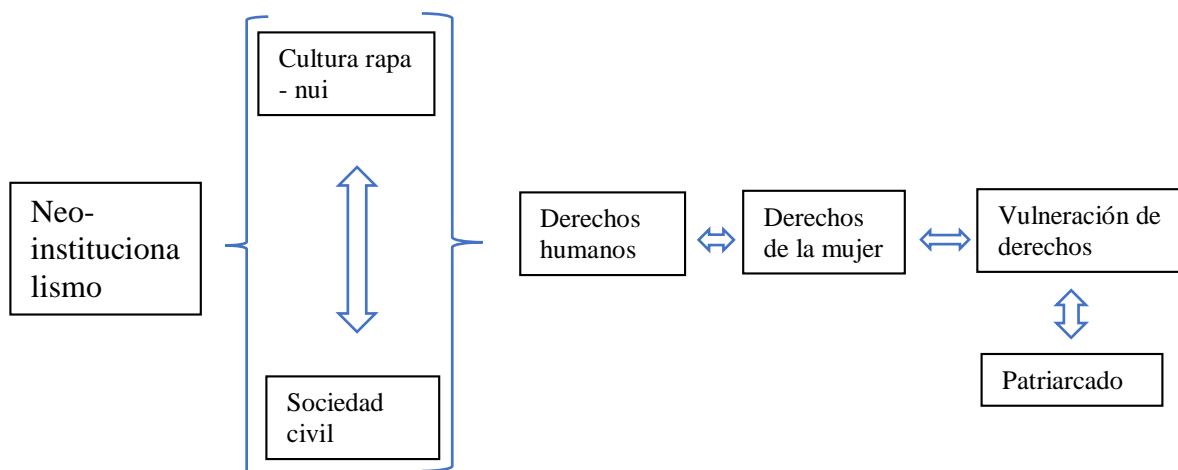 Cultura rapa
- nui
Neo-
instituciona
lismo
Sociedad
civil
Derechos
humanos
Derechos
de la mujer
Vulneración de
derechos
Patriarcado